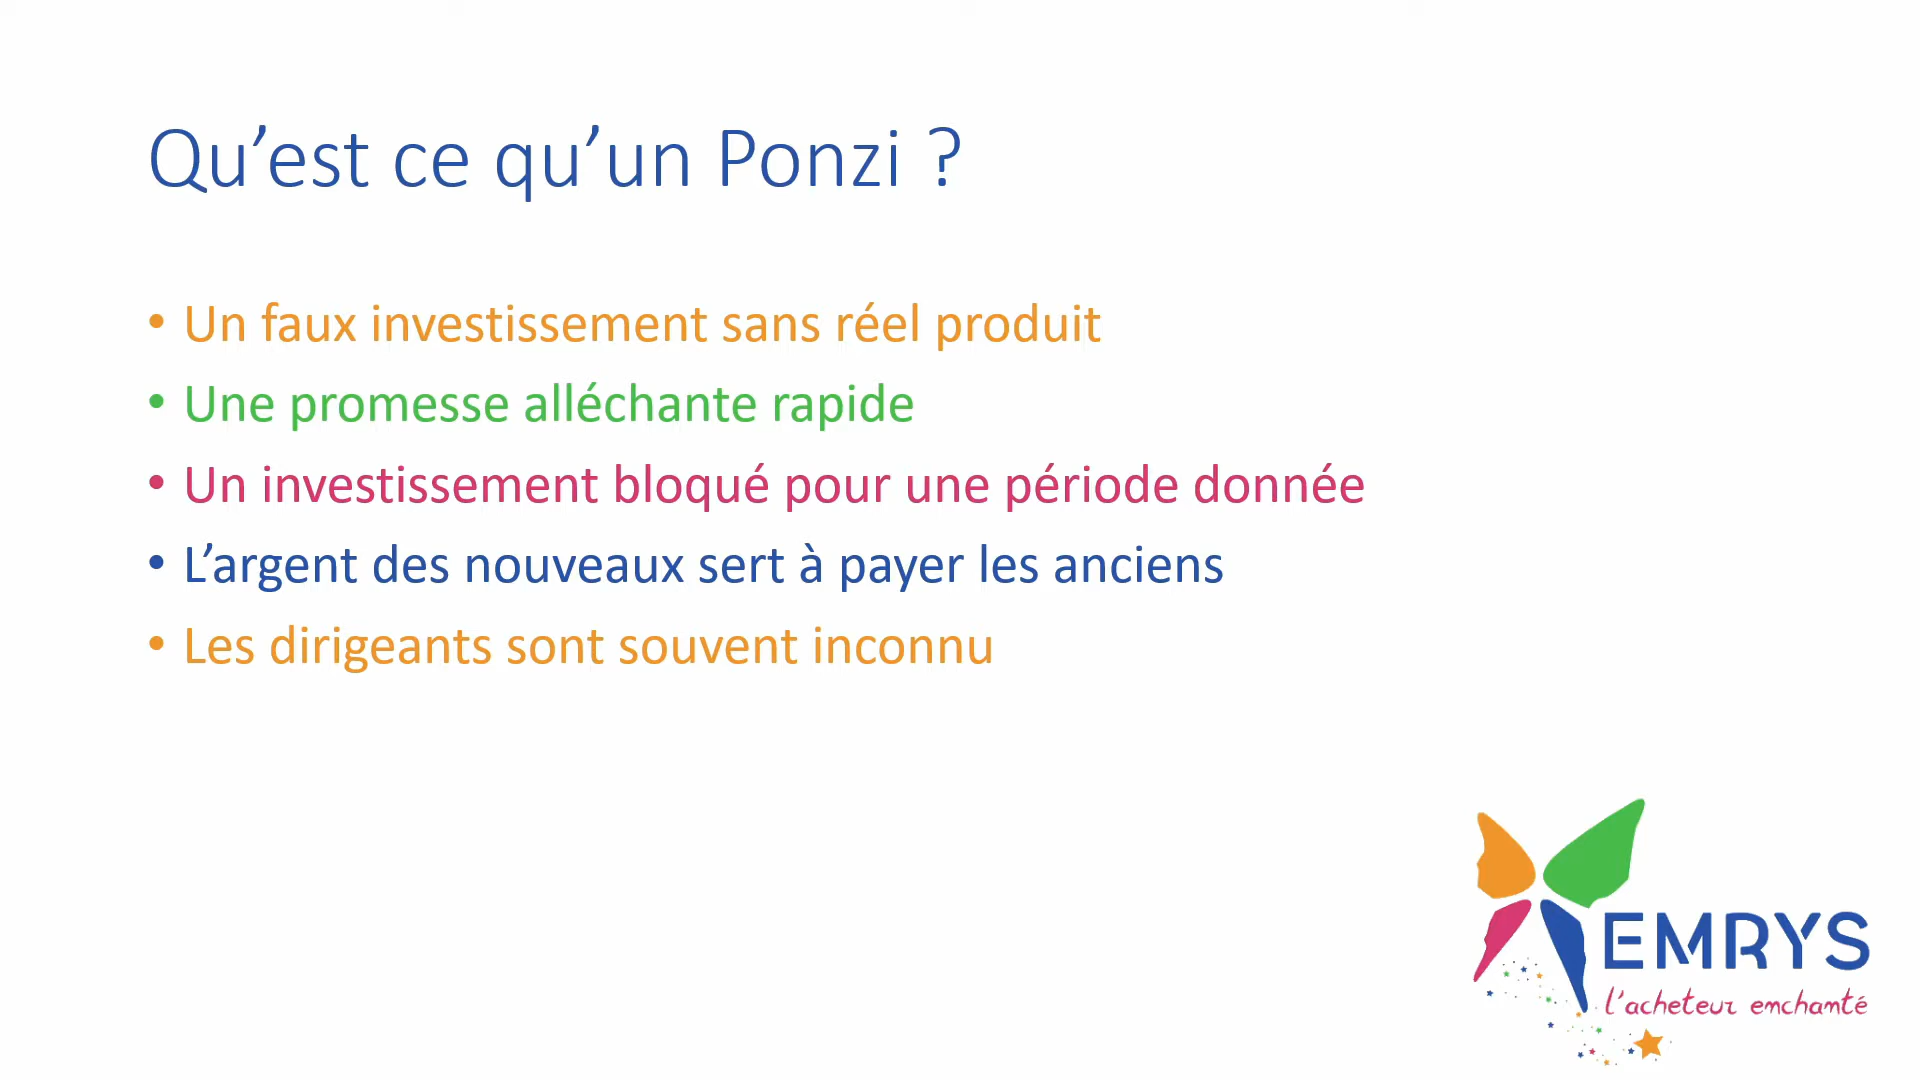 Qu’est ce qu’un Ponzi ?
• Un faux investissement sans réel produit
• Une promesse alléchante rapide
• Un investissement bloqué pour une période donnée
• L’argent des nouveaux sert à payer les anciens
• Les dirigeants sont souvent inconnu
EMRYS
l’acheteur enchanté